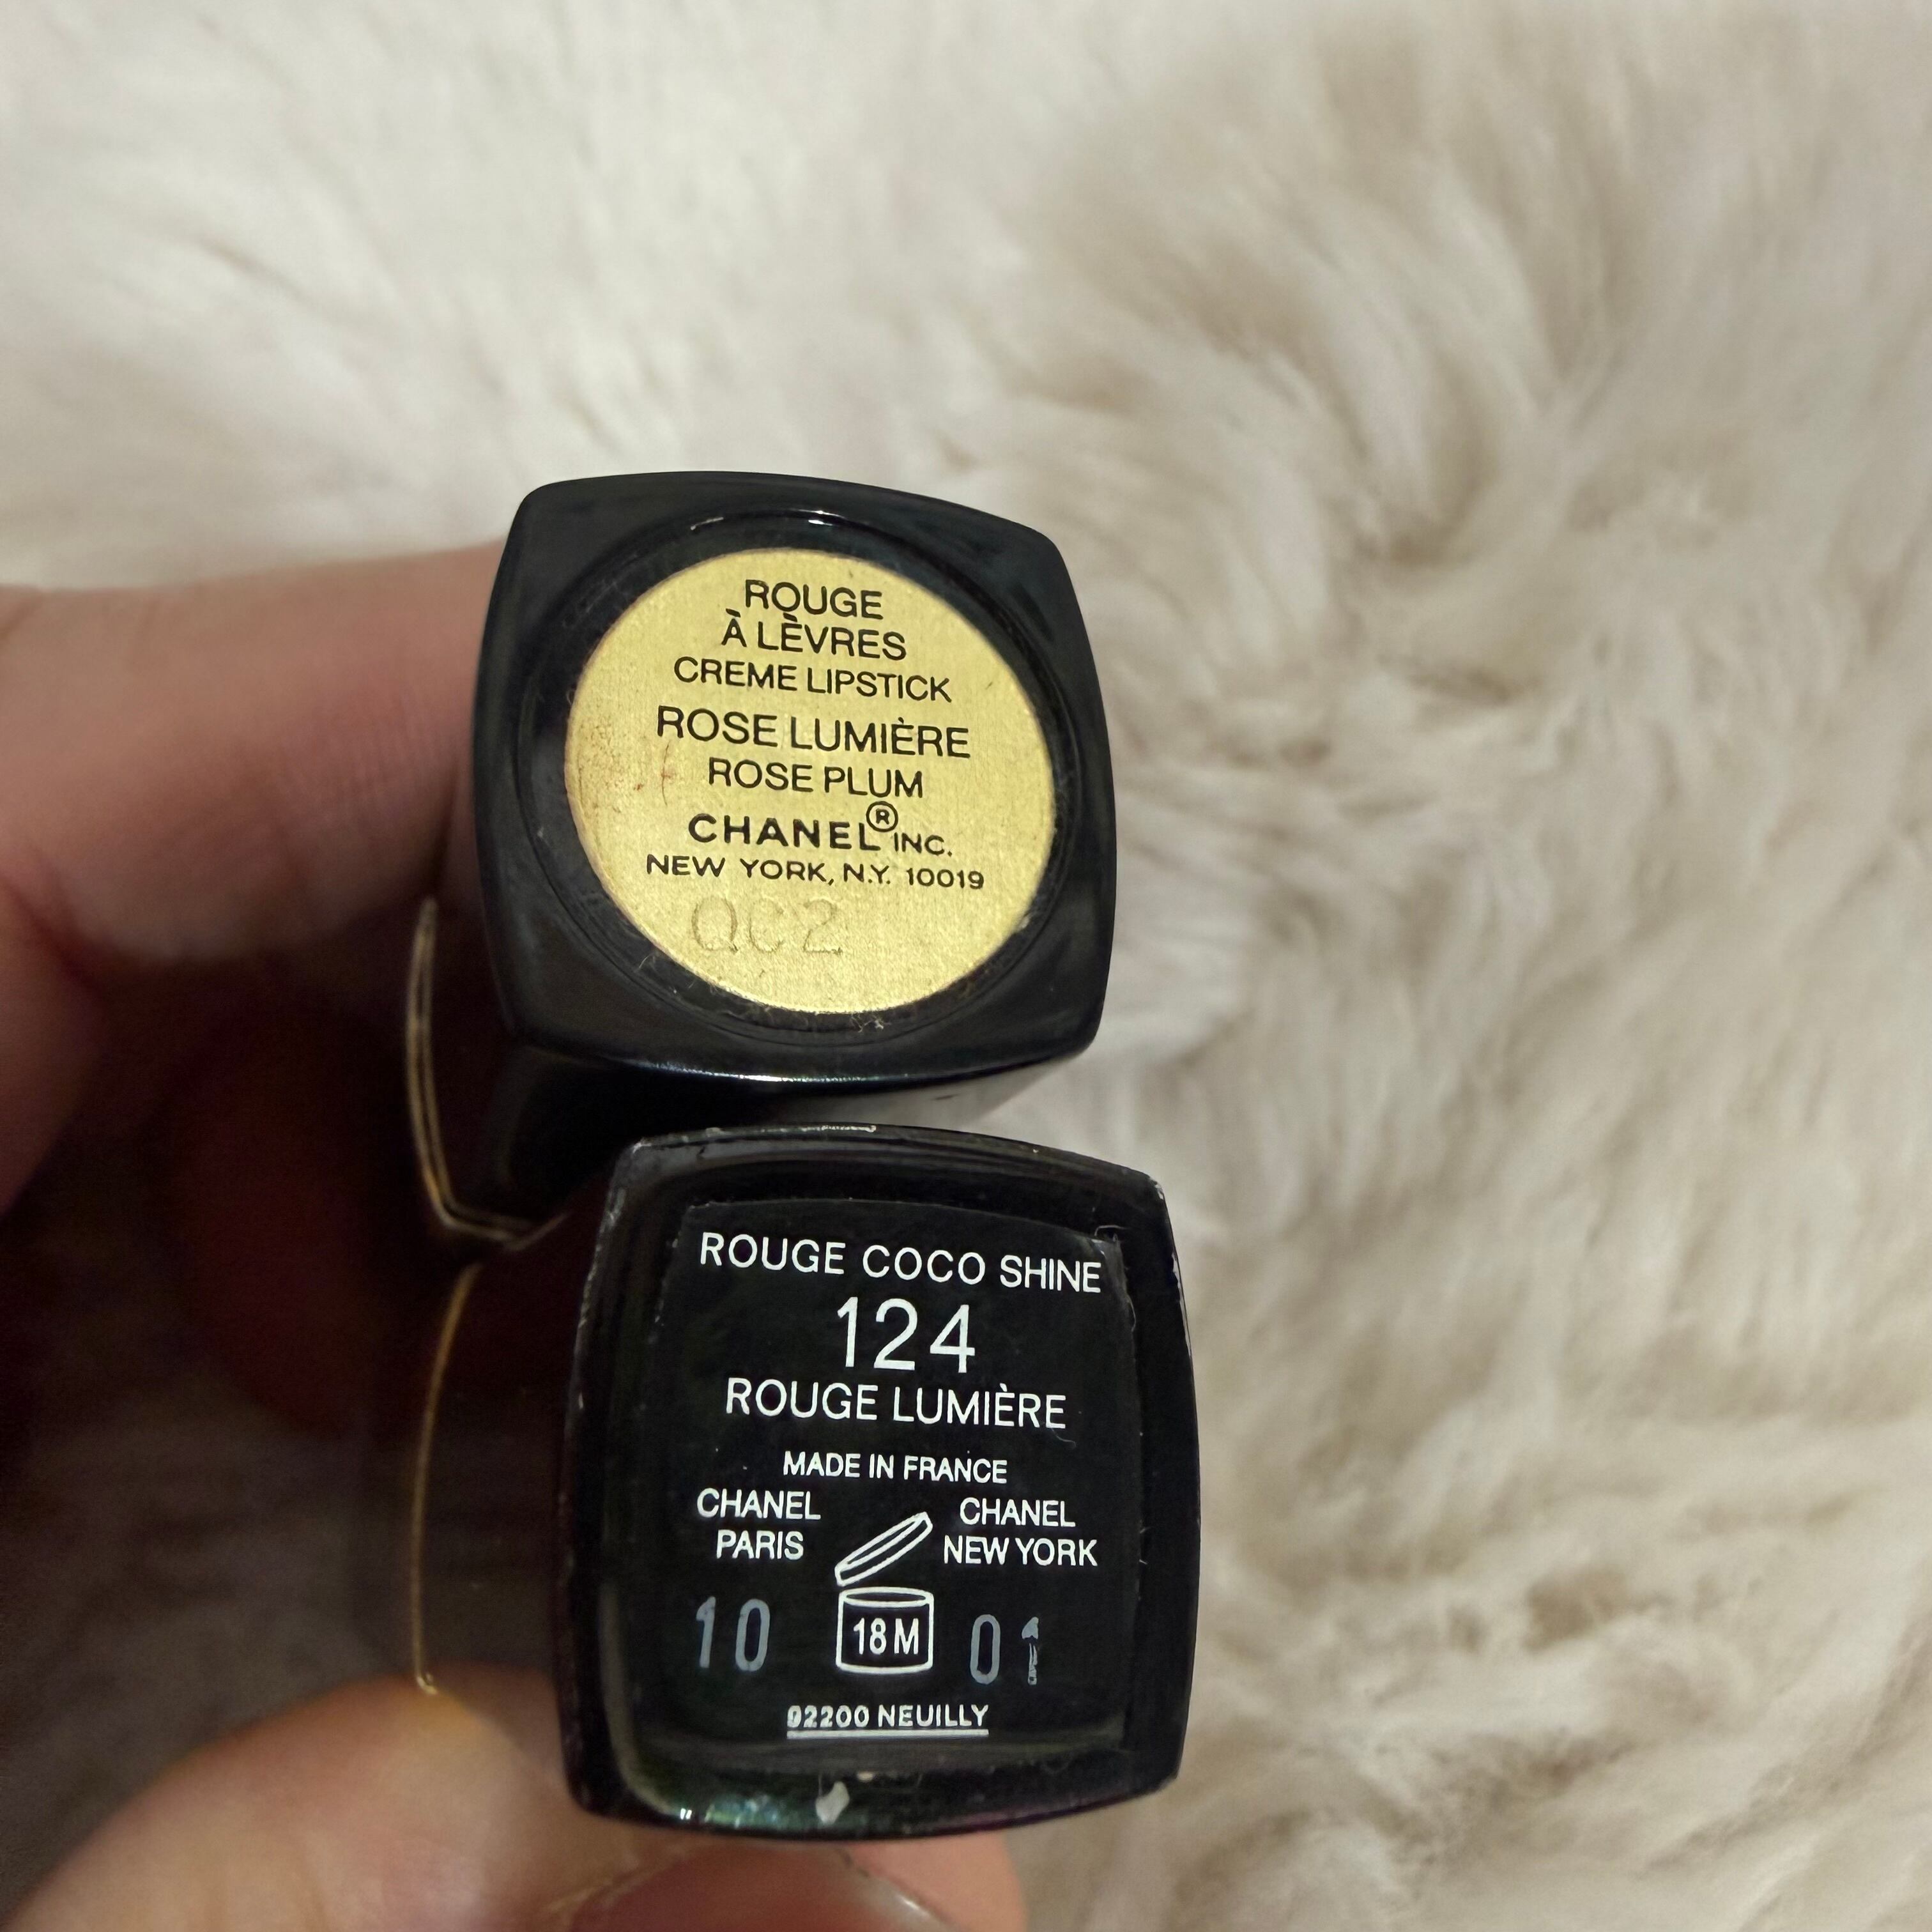 ROUGE
À LÈVRES
CREME LIPSTICK
ROSE LUMIÈRE
ROSE PLUM
CHANEL® INC.
NEW YORK, N.Y. 10019
QC2
ROUGE COCO SHINE
124
ROUGE LUMIÈRE
MADE IN FRANCE
CHANEL PARIS
CHANEL NEW YORK
10 18M 01
92200 NEUILLY